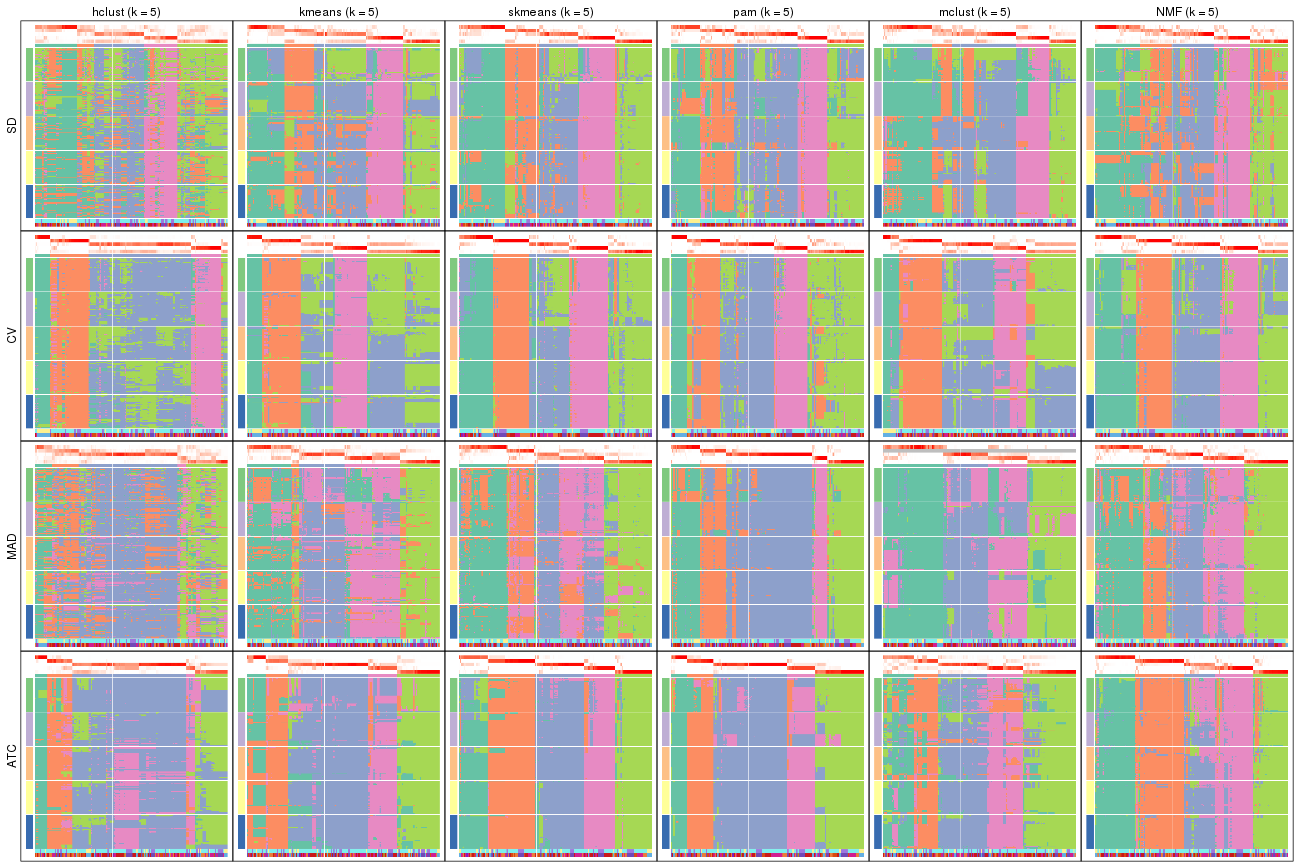 hclust (k = 5) kmeans (k = 5) skmeans (k = 5) pam (k = 5) mclust (k = 5) NMF (k = 5)
SD
CV
MAD
ATC